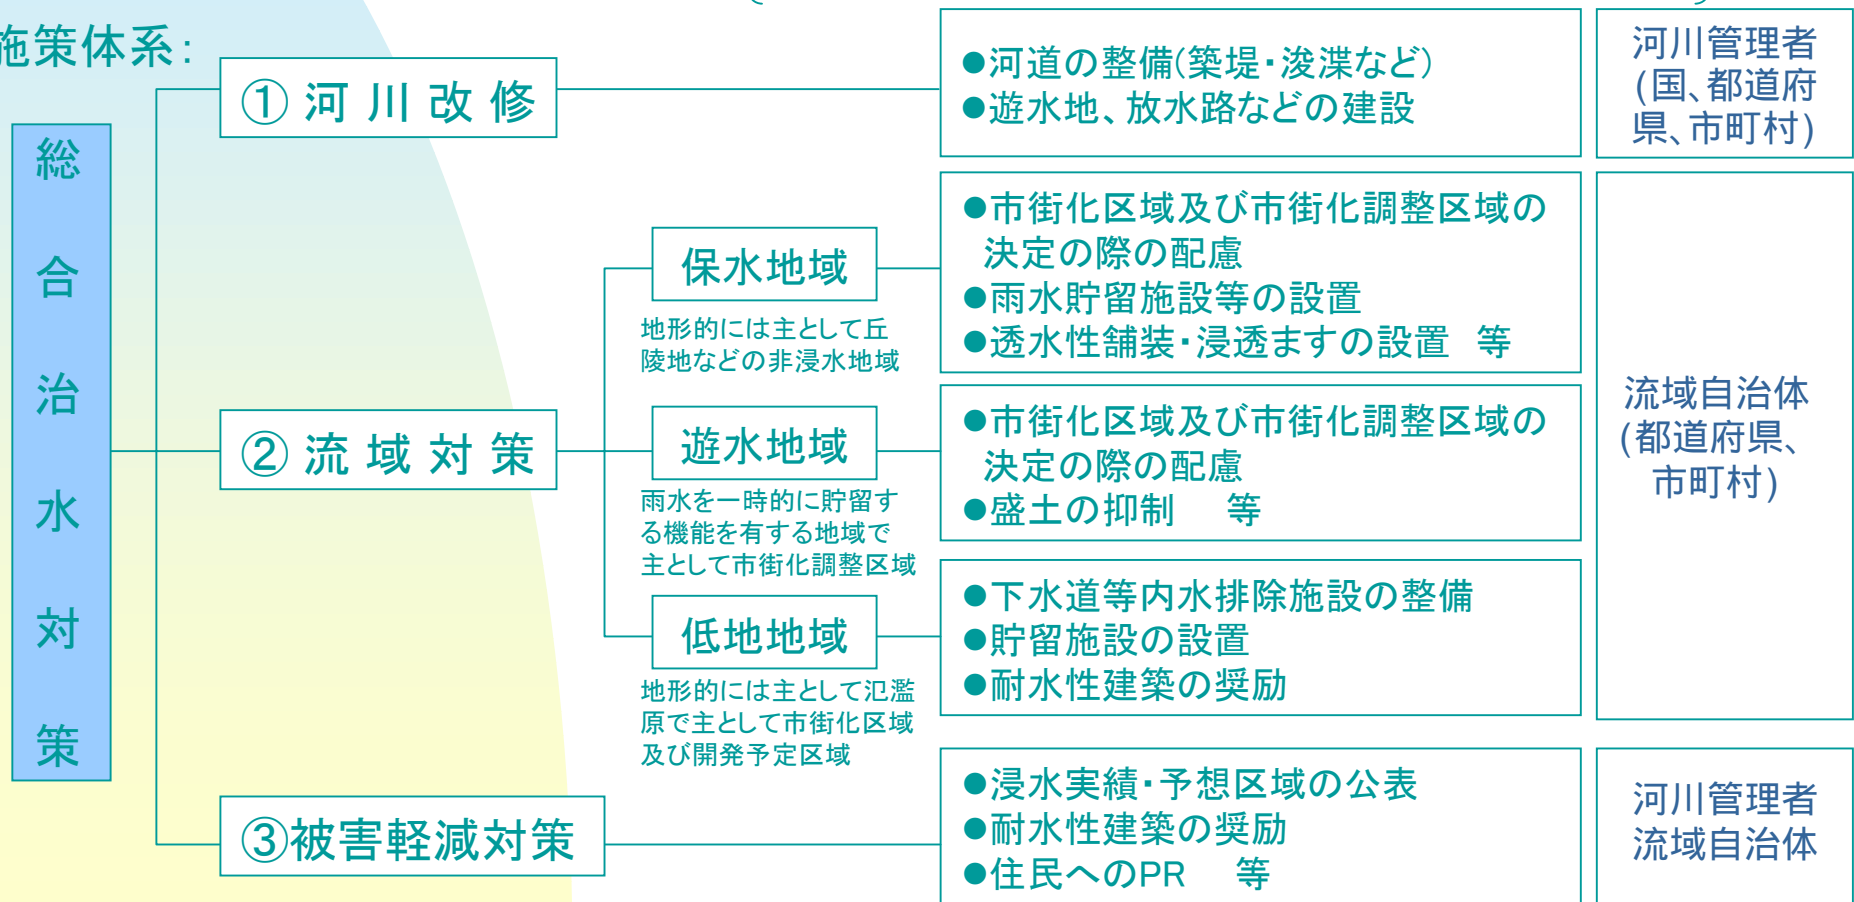 施策体系：
総合治水対策
①河川改修
●河道の整備(築堤・浚渫など)
●遊水地、放水路などの建設
河川管理者
(国、都道府
県、市町村)
②流域対策
保水地域
地形的には主として丘
陵地などの非浸水地域
●市街化区域及び市街化調整区域の
決定の際の配慮
●雨水貯留施設等の設置
●透水性舗装・浸透ますの設置　等
遊水地域
雨水を一時的に貯留す
る機能を有する地域で
主として市街化調整区域
●市街化区域及び市街化調整区域の
決定の際の配慮
●盛土の抑制　等
低地地域
地形的には主として氾濫
原で主として市街化区域
及び開発予定区域
●下水道等内水排除施設の整備
●貯留施設の設置
●耐水性建築の奨励
流域自治体
(都道府県、
市町村)
③被害軽減対策
●浸水実績・予想区域の公表
●耐水性建築の奨励
●住民へのPR　等
河川管理者
流域自治体